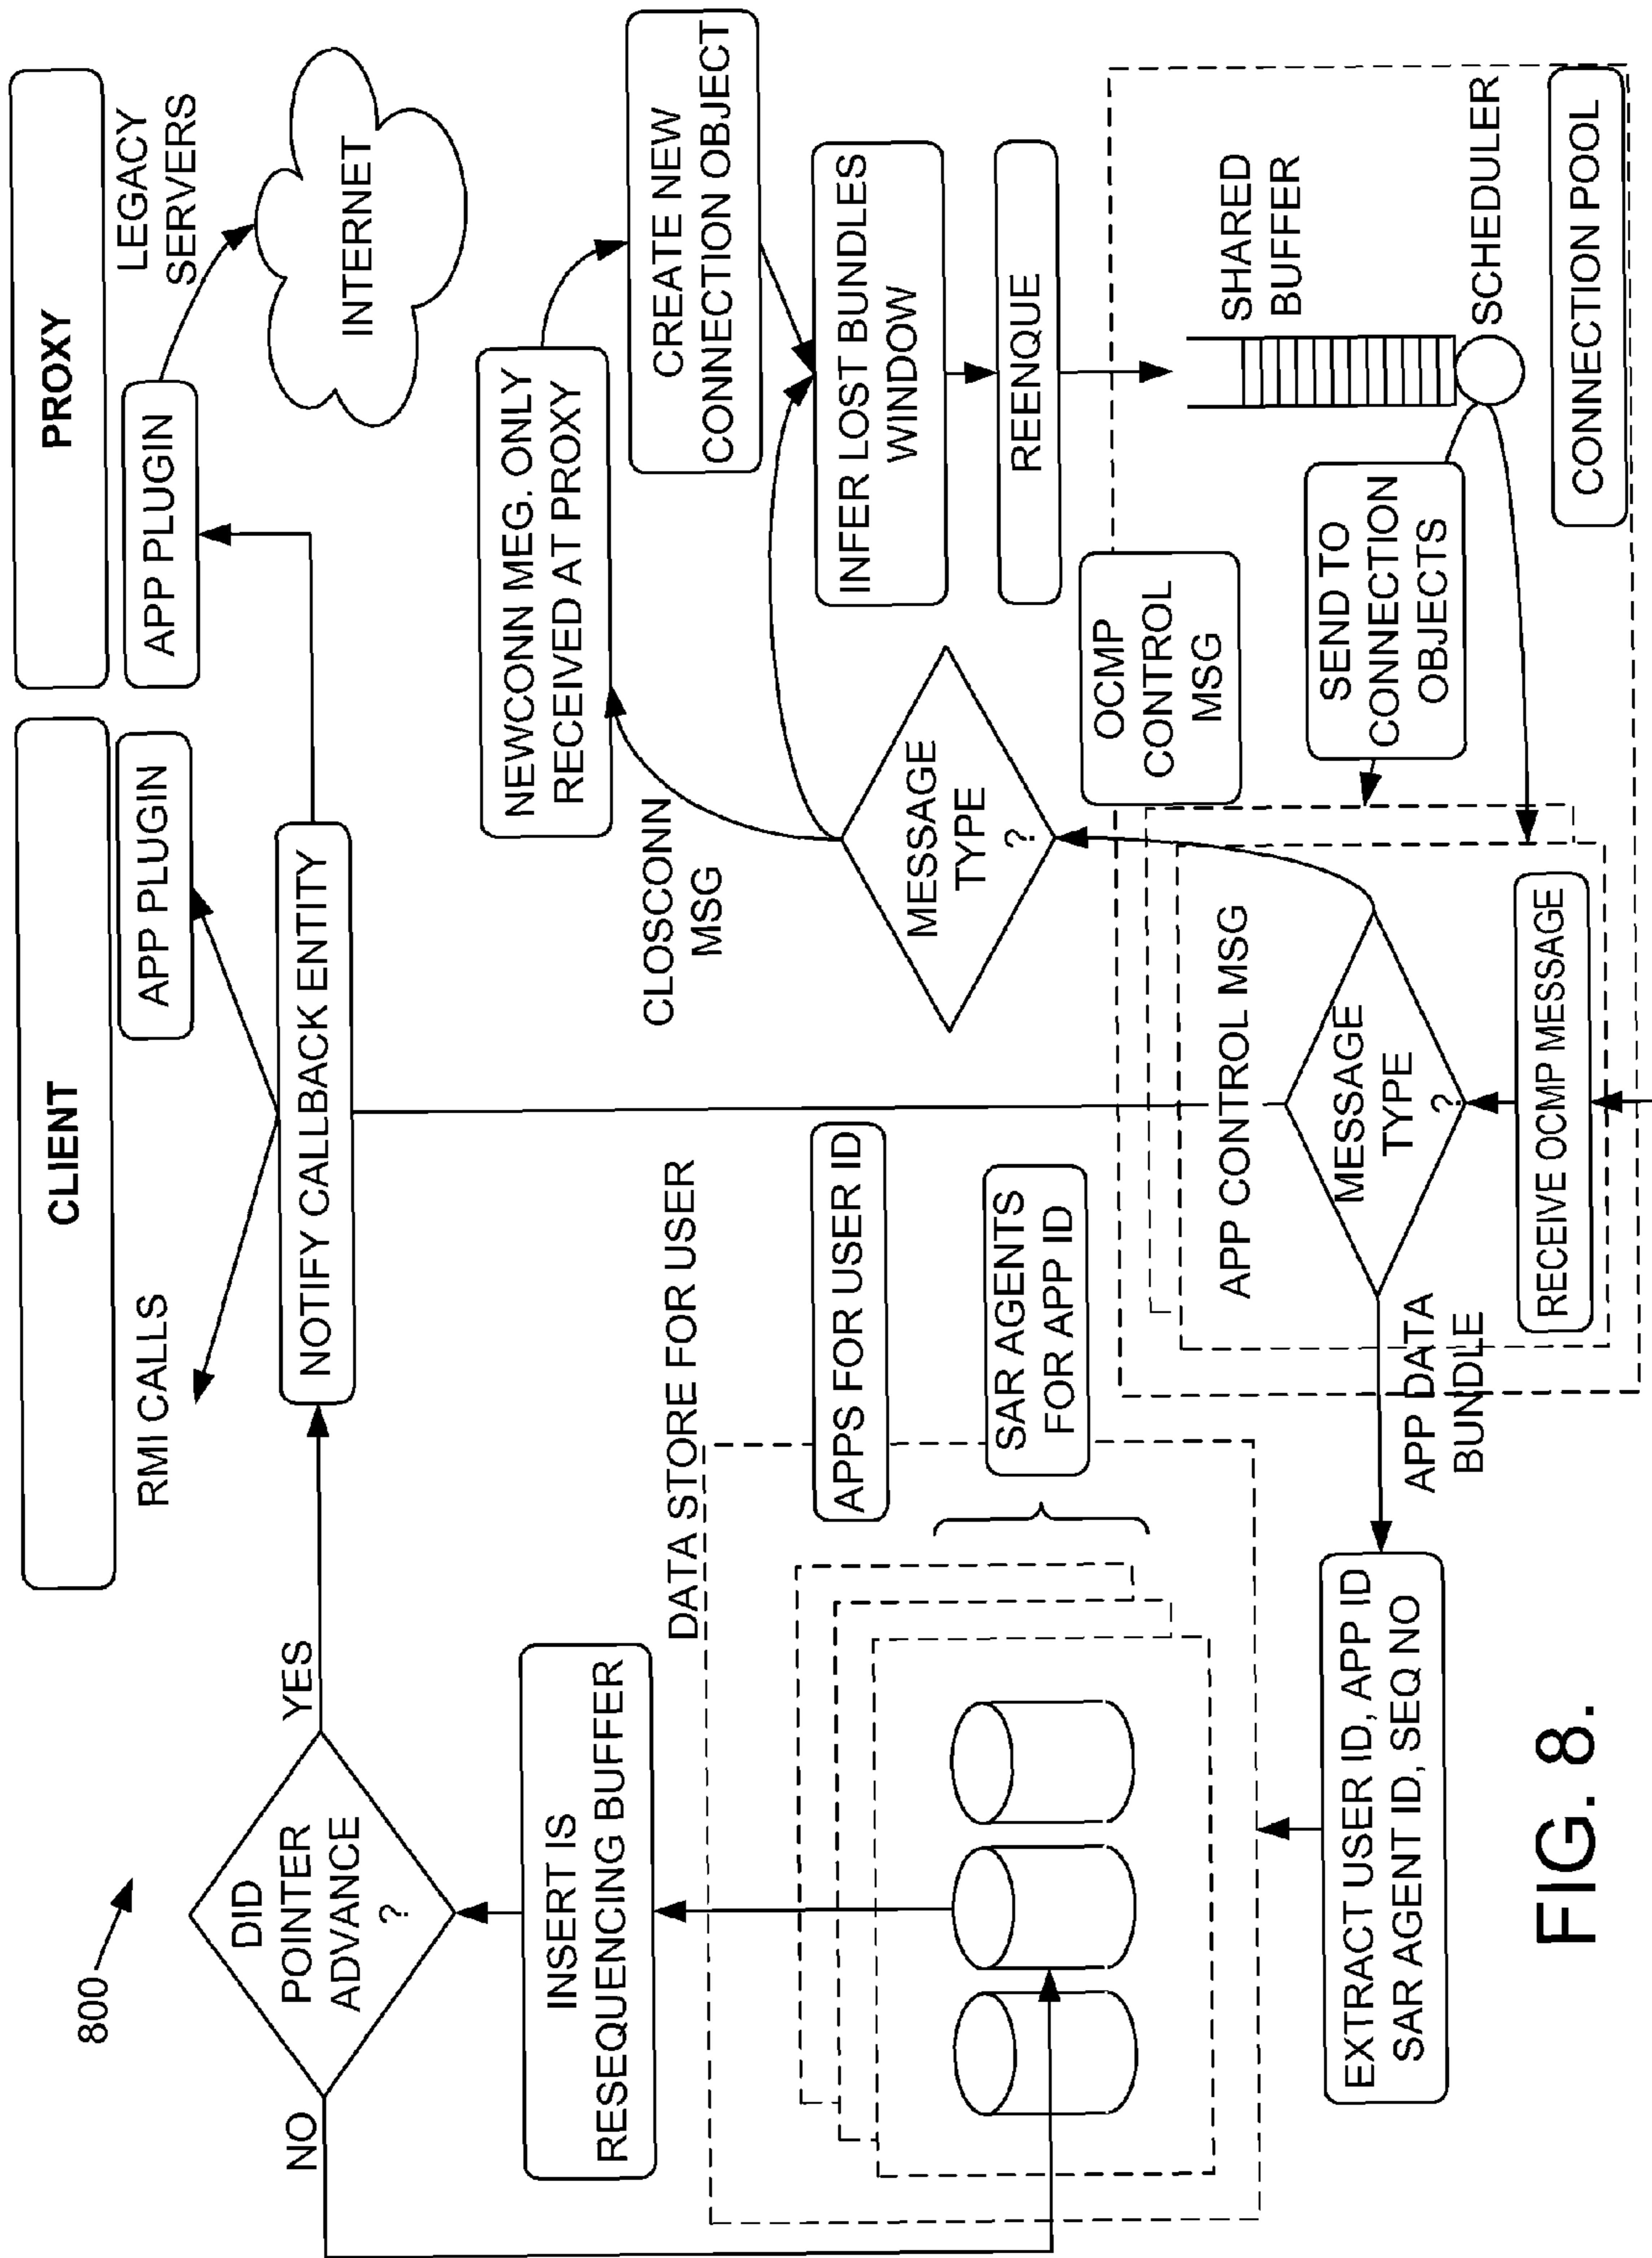 800
CLIENT
PROXY
RMI CALLS
APP PLUGIN
APP PLUGIN
LEGACY
SERVERS
INTERNET
DID
POINTER
ADVANCE
?
NO
YES
NOTIFY CALLBACK ENTITY
INSERT IS
RESEQUENCING BUFFER
NEWCONN MEG. ONLY
RECEIVED AT PROXY
CREATE NEW
CONNECTION OBJECT
CLOSCONN
MSG
DATA STORE FOR USER
APPS FOR USER ID
SAR AGENTS
FOR APP ID
MESSAGE
TYPE
?
INFER LOST BUNDLES
WINDOW
REENQUE
OCMP
CONTROL
MSG
APP CONTROL MSG
SHARED
BUFFER
SEND TO
CONNECTION
OBJECTS
SCHEDULER
MESSAGE
TYPE
?
APP DATA
BUNDLE
EXTRACT USER ID, APP ID
SAR AGENT ID, SEQ NO
RECEIVE OCMP MESSAGE
CONNECTION POOL
FIG. 8.